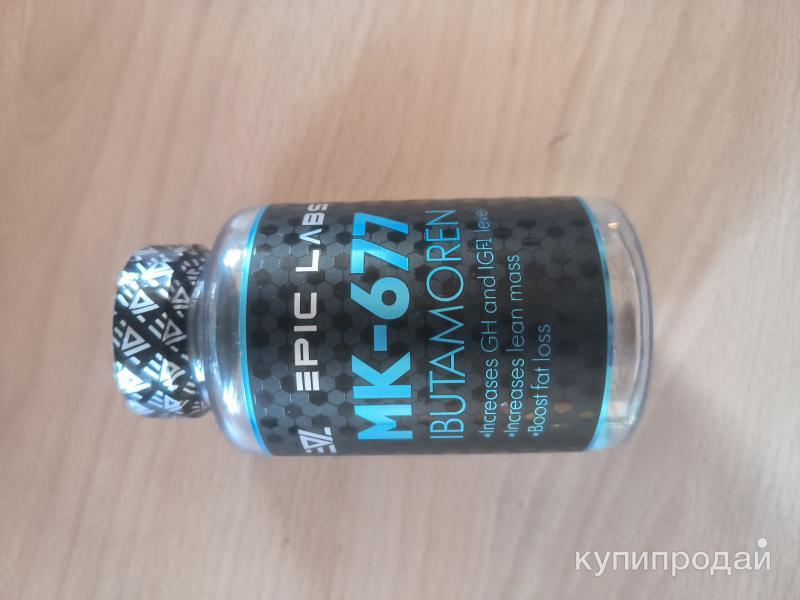 EPIC LABS
MK-677
IBUTAMOREN
•Increases GH and IGF1 level
•Increases lean mass
•Boost fat loss
купипродай